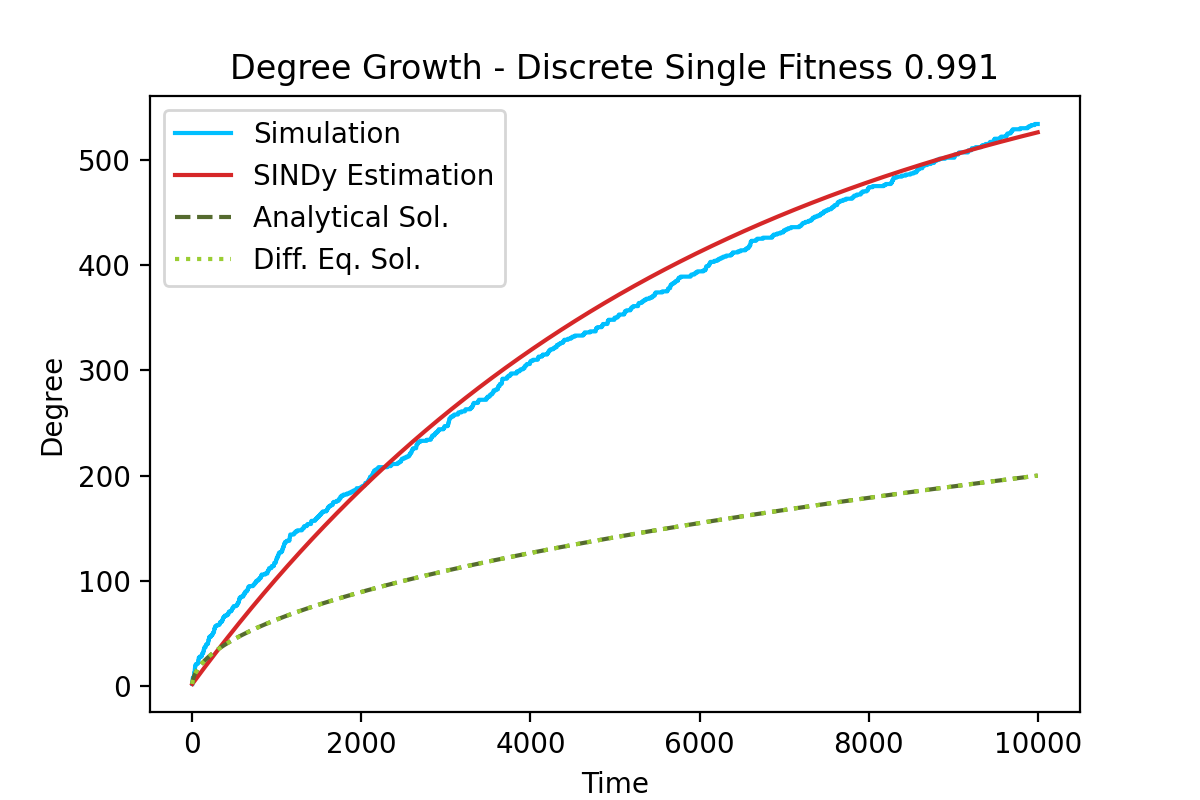 Degree Growth - Discrete Single Fitness 0.991
Simulation
SINDy Estimation
Analytical Sol.
Diff. Eq. Sol.
Degree
500
400
300
200
100
0
0 2000 4000 6000 8000 10000
Time